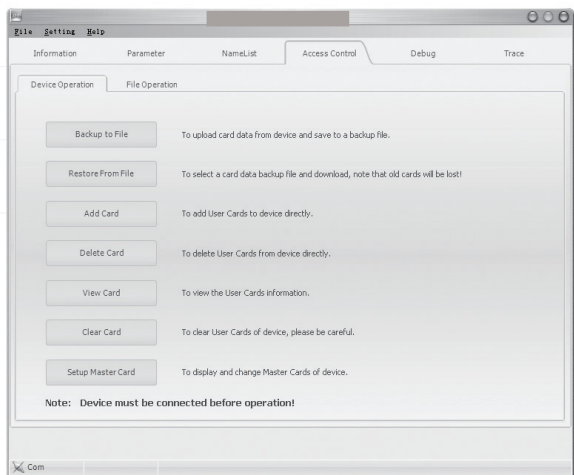 File Setting Help
Information Parameter NameList Access Control Debug Trace
Device Operation File Operation
Backup to File To upload card data from device and save to a backup file.
Restore From File To select a card data backup file and download, note that old cards will be lost!
Add Card To add User Cards to device directly.
Delete Card To delete User Cards from device directly.
View Card To view the User Cards information.
Clear Card To clear User Cards of device, please be careful.
Setup Master Card To display and change Master Cards of device.
Note: Device must be connected before operation!
Com